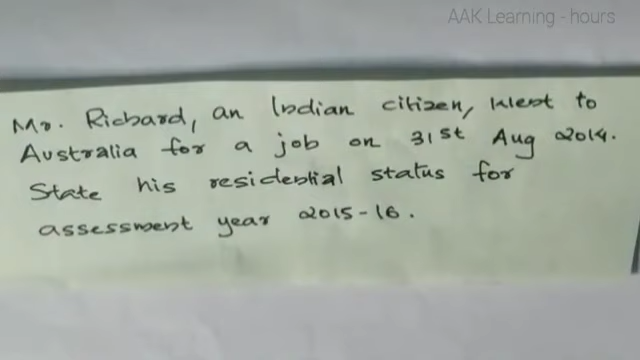 AAK Learning - hours
Mr. Richard, an Indian citizen, went to
Australia for a job on 31st Aug 2014.
State his residential status for
assessment year 2015-16.